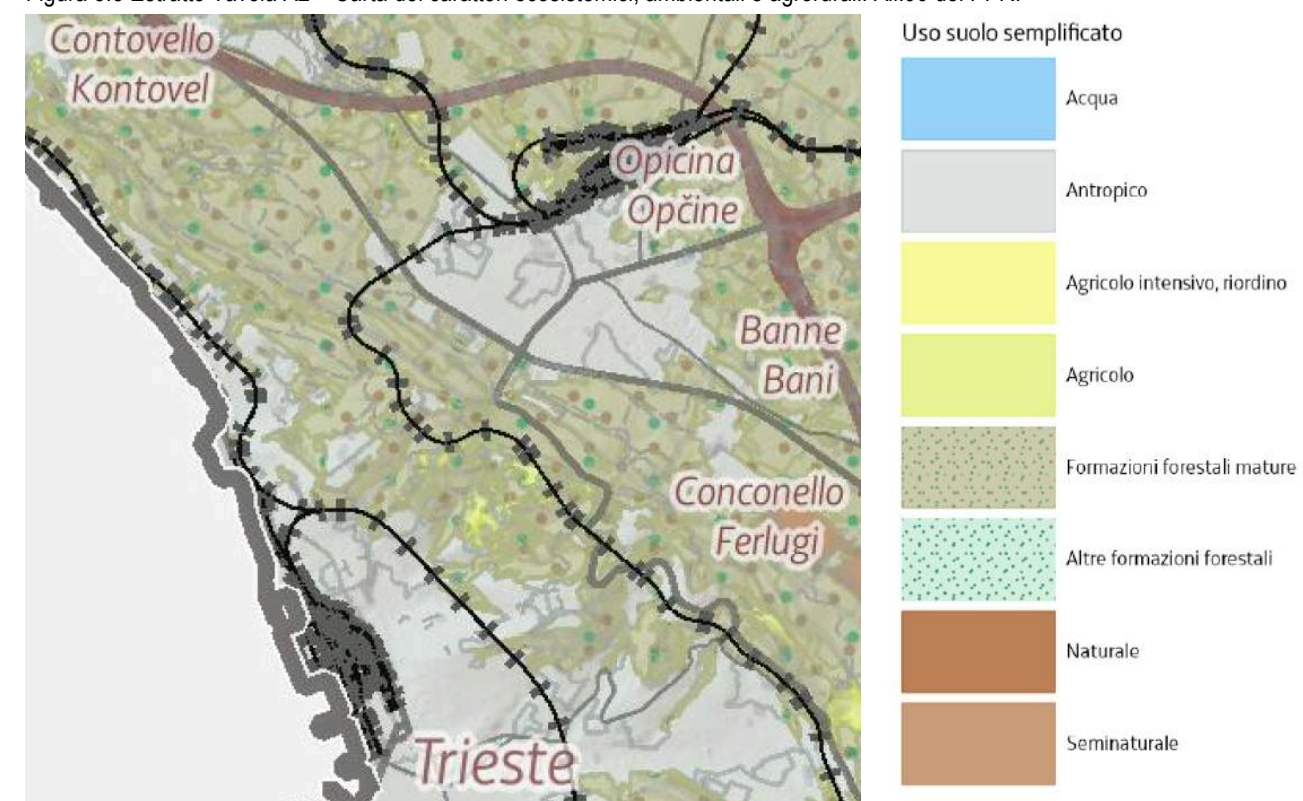 Contovello
Kontovel
Opicina
Opčine
Banne
Bani
Conconello
Ferlugi
Trieste
Uso suolo semplificato
Acqua
Antropico
Agricolo intensivo, riordino
Agricolo
Formazioni forestali mature
Altre formazioni forestali
Naturale
Seminaturale